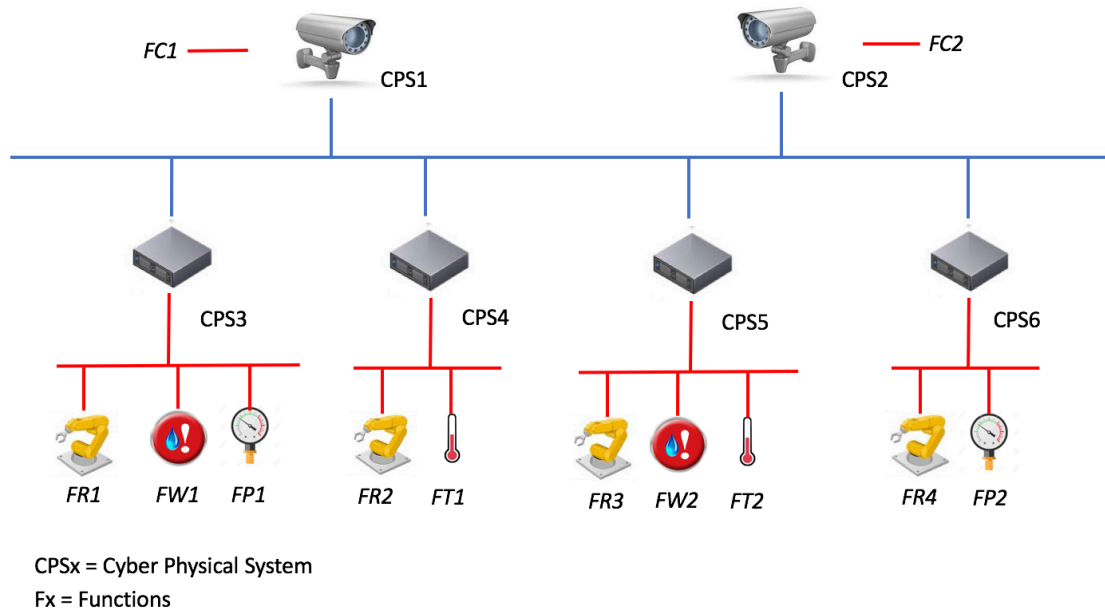 FC1
FC2
CPS1
CPS2
CPS3
CPS4
CPS5
CPS6
FR1 FW1 FP1 FR2 FT1 FR3 FW2 FT2 FR4 FP2
CPSx = Cyber Physical System
Fx = Functions